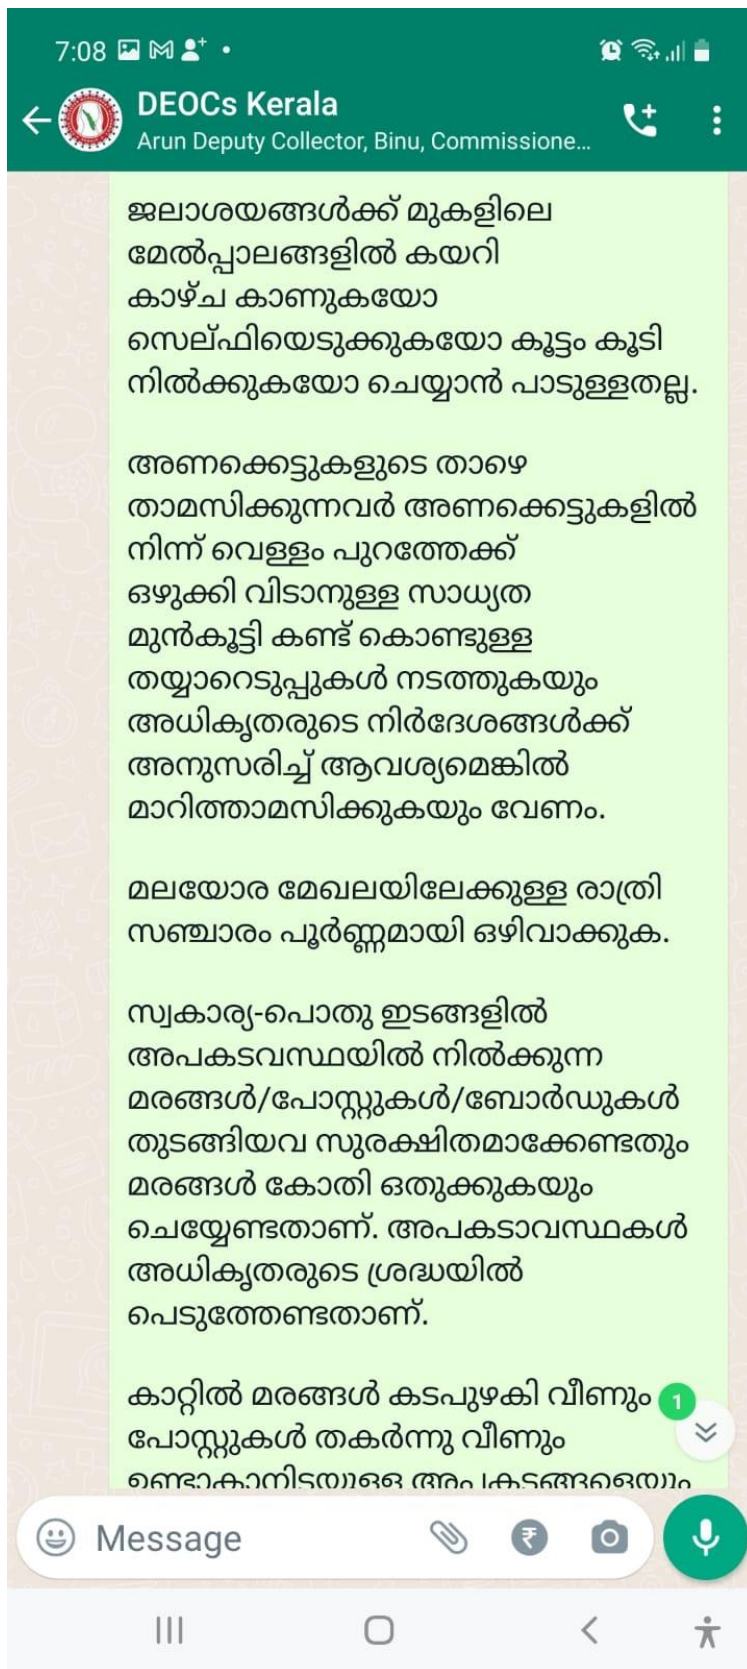 7:08
DEOCs Kerala
Arun Deputy Collector, Binu, Commissione...
ജലാശയങ്ങൾക്ക് മുകളിലെ
മേൽപ്പാലങ്ങളിൽ കയറി
കാഴ്ച കാണുകയോ
സെല്ഫിയെടുക്കുകയോ കൂട്ടം കൂടി
നിൽക്കുകയോ ചെയ്യാൻ പാടുള്ളതല്ല.
അണക്കെട്ടുകളുടെ താഴെ
താമസിക്കുന്നവർ അണക്കെട്ടുകളിൽ
നിന്ന് വെള്ളം പുറത്തേക്ക്
ഒഴുക്കി വിടാനുള്ള സാധ്യത
മുൻകൂട്ടി കണ്ട് കൊണ്ടുള്ള
തയ്യാറെടുപ്പുകൾ നടത്തുകയും
അധികൃതരുടെ നിർദേശങ്ങൾക്ക്
അനുസരിച്ച് ആവശ്യമെങ്കിൽ
മാറിത്താമസിക്കുകയും വേണം.
മലയോര മേഖലയിലേക്കുള്ള രാത്രി
സഞ്ചാരം പൂർണ്ണമായി ഒഴിവാക്കുക.
സ്വകാര്യ-പൊതു ഇടങ്ങളിൽ
അപകടവസ്ഥയിൽ നിൽക്കുന്ന
മരങ്ങൾ/പോസ്റ്റുകൾ/ബോർഡുകൾ
തുടങ്ങിയവ സുരക്ഷിതമാക്കേണ്ടതും
മരങ്ങൾ കോതി ഒതുക്കുകയും
ചെയ്യേണ്ടതാണ്. അപകടാവസ്ഥകൾ
അധികൃതരുടെ ശ്രദ്ധയിൽ
പെടുത്തേണ്ടതാണ്.
കാറ്റിൽ മരങ്ങൾ കടപുഴകി വീണും
1
പോസ്റ്റുകൾ തകർന്നു വീണും
ഉണ്ടാകാനിടയുള്ള അപകടങ്ങളെയും
Message